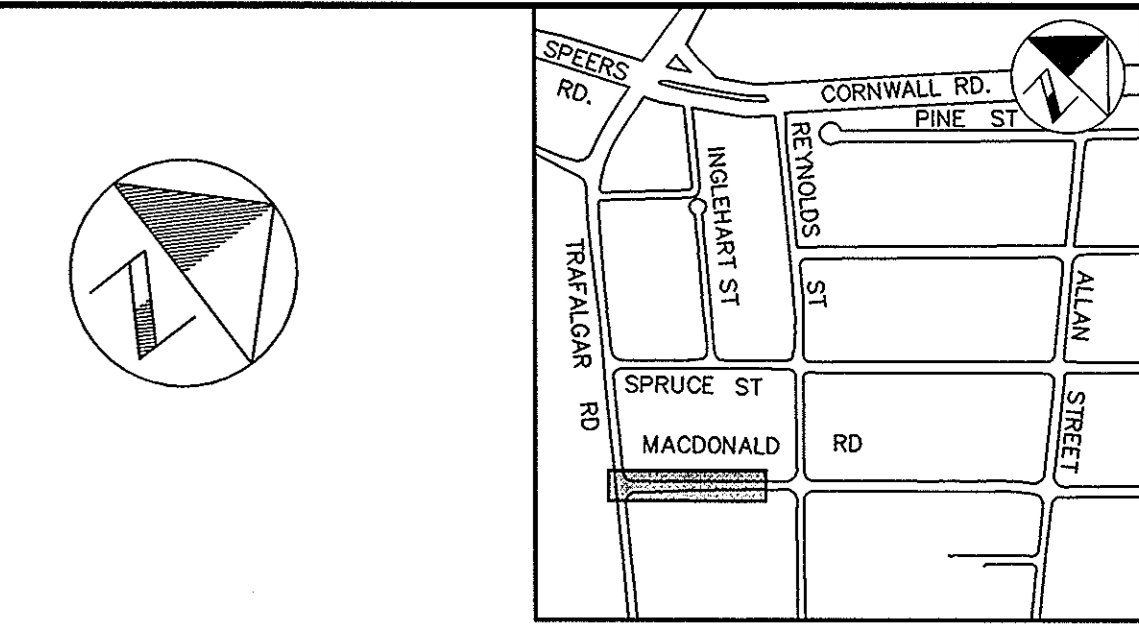 SPEERS
RD.
CORNWALL RD.
PINE ST
REYNOLDS
ST
INGLEHART ST
TRAFALGAR
RD
ALLAN
STREET
SPRUCE ST
MACDONALD RD